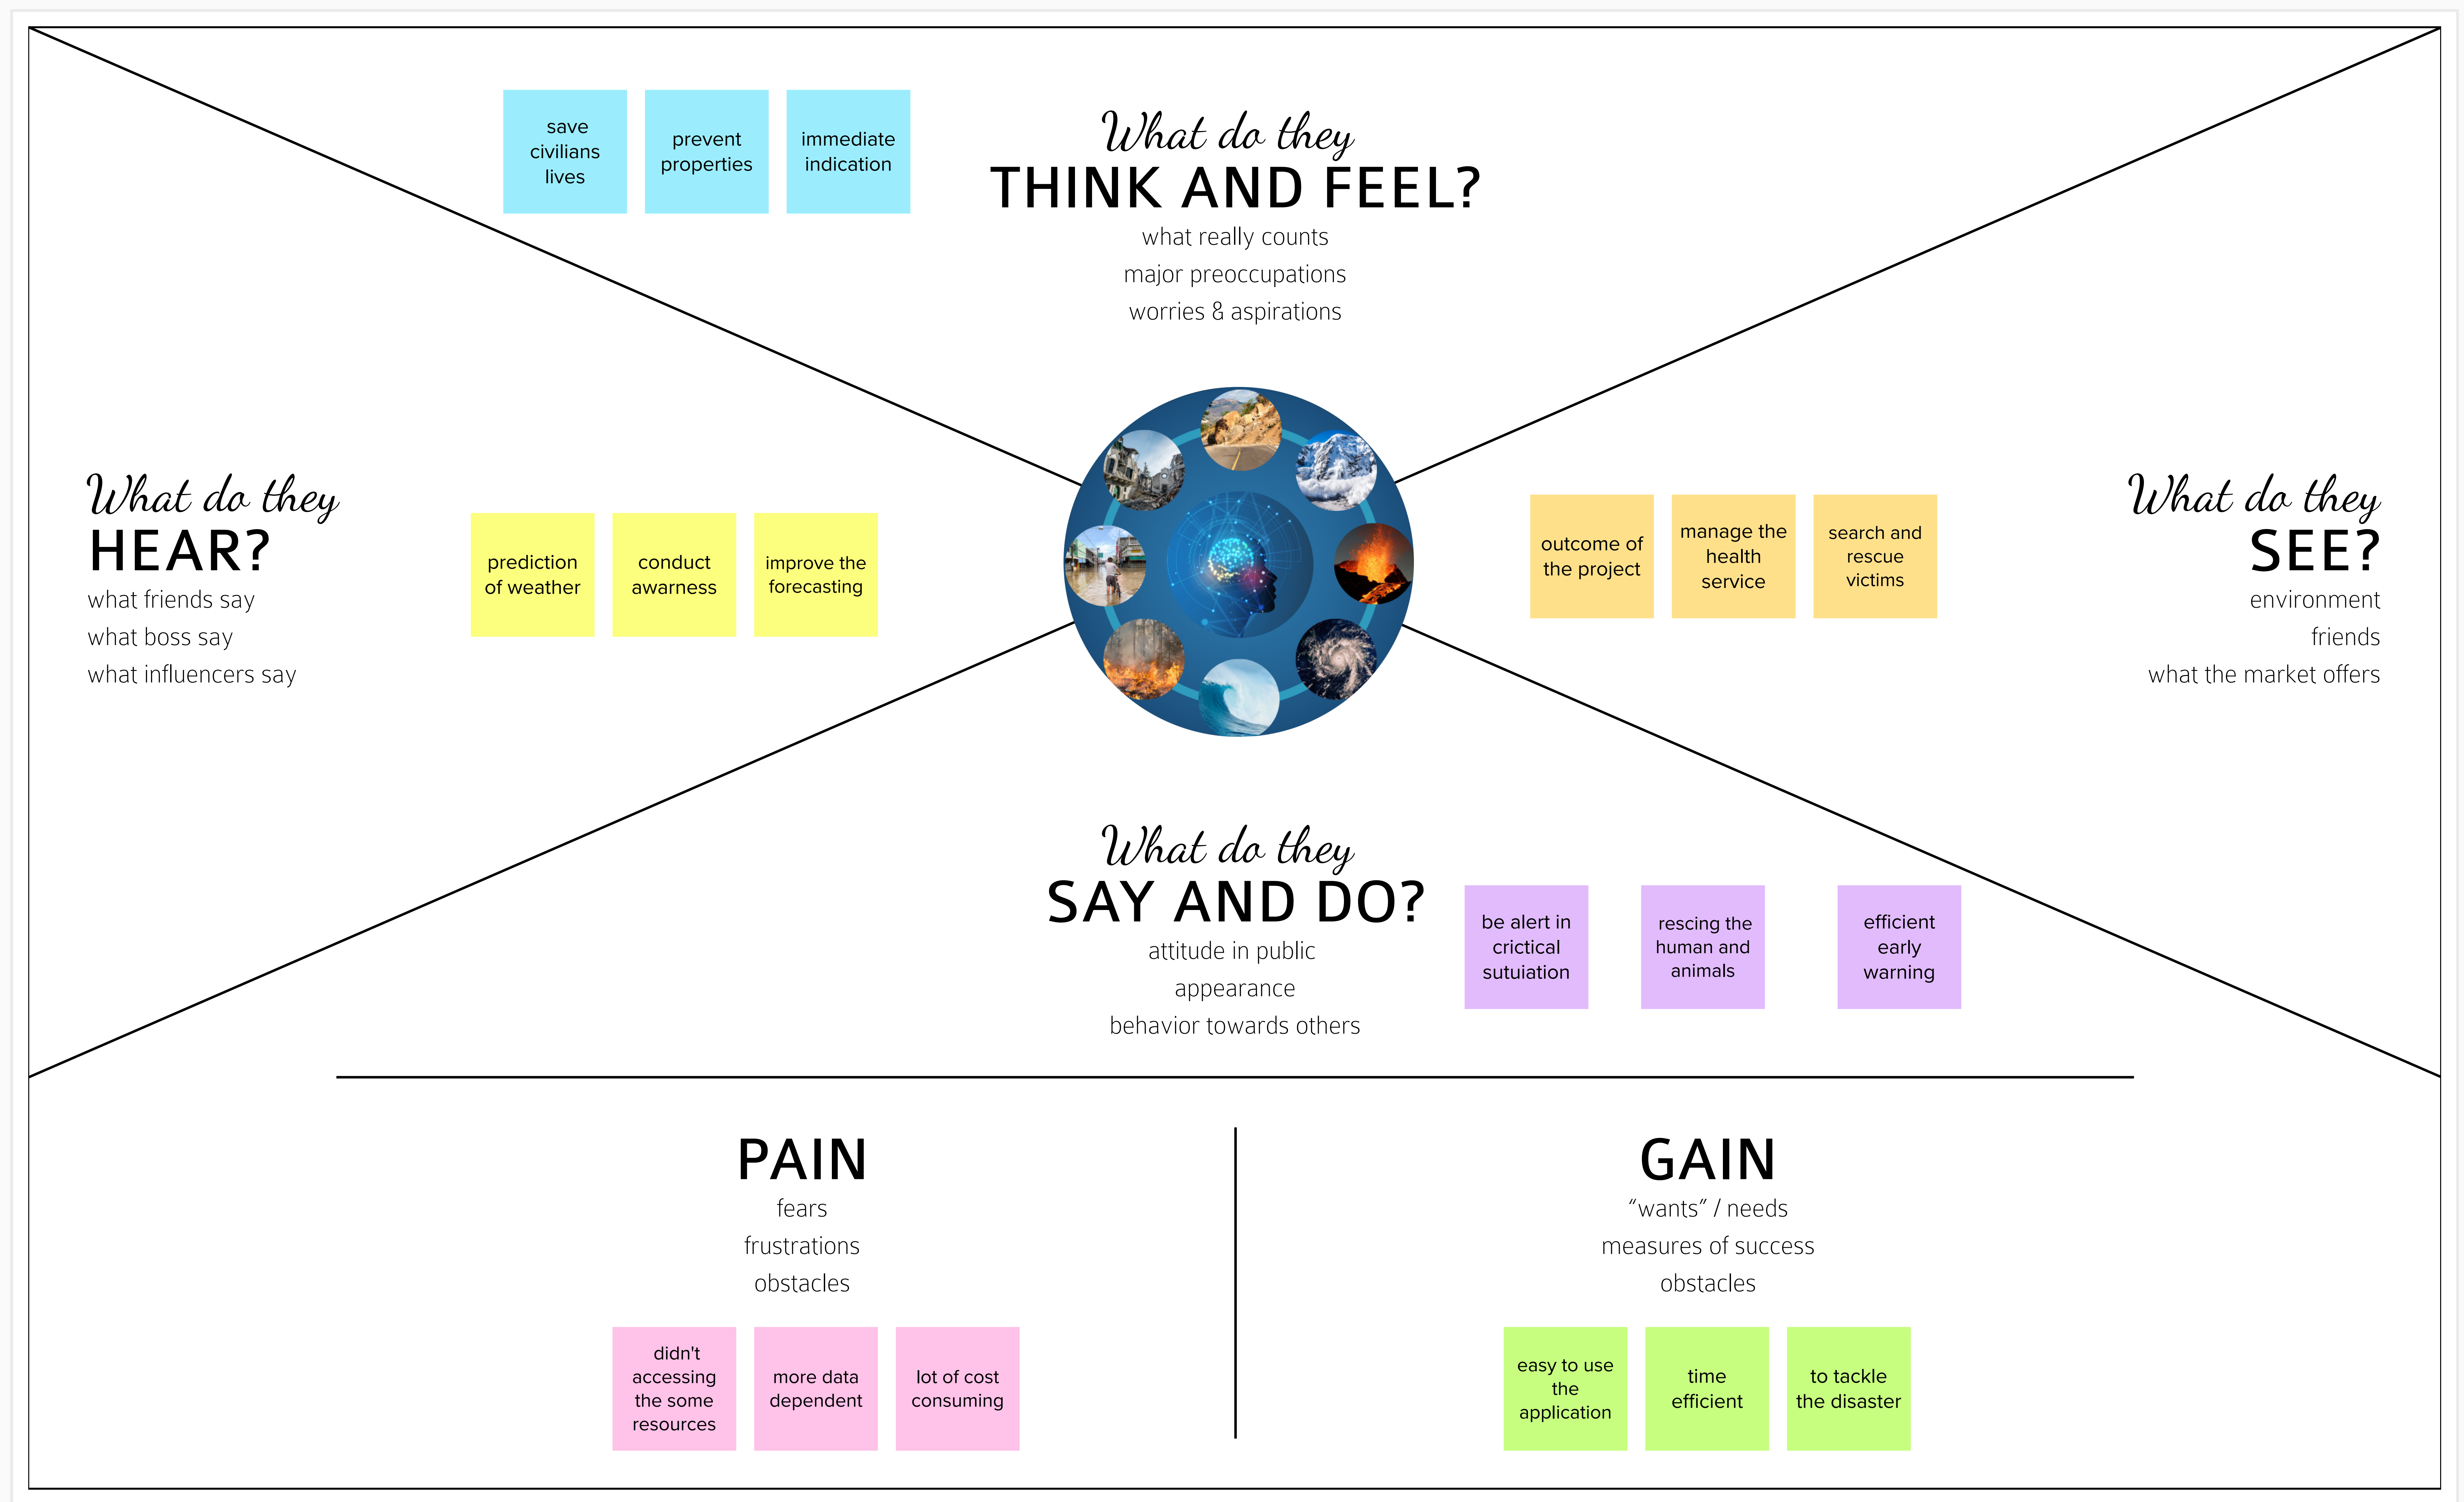 save
civilians
lives
prevent
properties
immediate
indication
What do they
THINK AND FEEL?
what really counts
major preoccupations
worries & aspirations
What do they
HEAR?
what friends say
what boss say
what influencers say
prediction
of weather
conduct
awarness
improve the
forecasting
outcome of
the project
manage the
health
service
search and
rescue
victims
What do they
SEE?
environment
friends
what the market offers
What do they
SAY AND DO?
attitude in public
appearance
behavior towards others
be alert in
crictical
sutuiation
rescing the
human and
animals
efficient
early
warning
PAIN
fears
frustrations
obstacles
didn't
accessing
the some
resources
more data
dependent
lot of cost
consuming
GAIN
“wants” / needs
measures of success
obstacles
easy to use
the
application
time
efficient
to tackle
the disaster